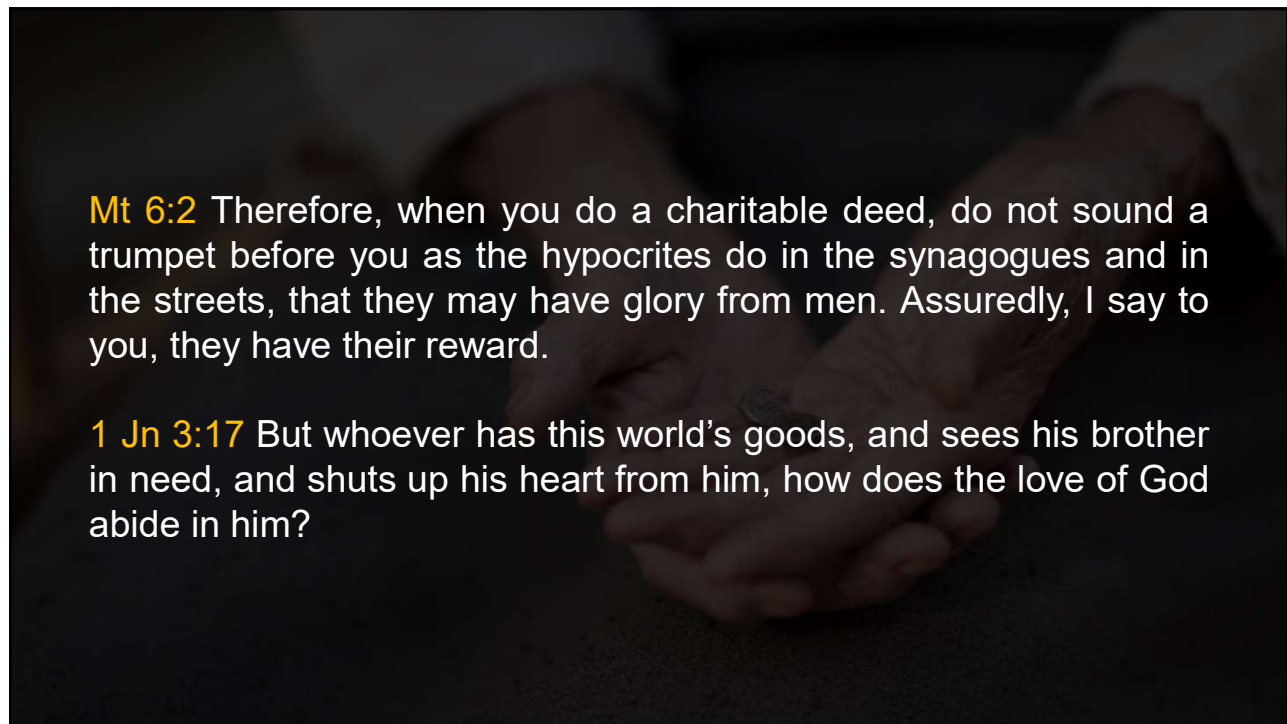 Mt 6:2 Therefore, when you do a charitable deed, do not sound a
trumpet before you as the hypocrites do in the synagogues and in
the streets, that they may have glory from men. Assuredly, I say to
you, they have their reward.
1 Jn 3:17 But whoever has this world’s goods, and sees his brother
in need, and shuts up his heart from him, how does the love of God
abide in him?